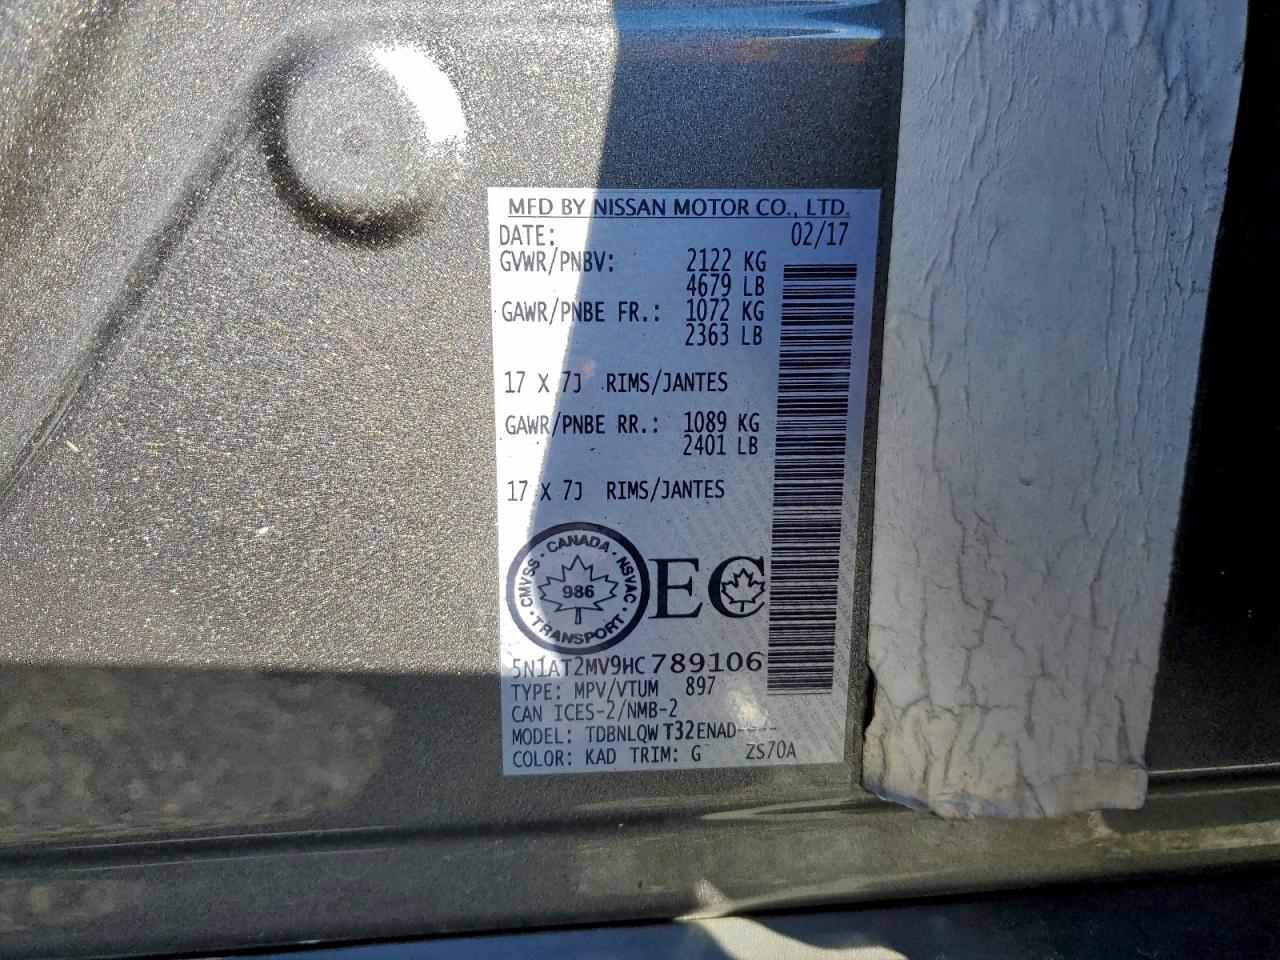 MFD BY NISSAN MOTOR CO., LTD.
DATE: 02/17
GVWR/PNBV: 2122 KG
4679 LB
GAWR/PNBE FR.: 1072 KG
2363 LB
17 X 7J RIMS/JANTES
GAWR/PNBE RR.: 1089 KG
2401 LB
17 X 7J RIMS/JANTES
CANADA · NSVAC · TRANSPORT · CMVSS ·
986
EC
5N1AT2MV9HC789106
TYPE: MPV/VTUM 897
CAN ICES-2/NMB-2
MODEL: TDBNLQWT32ENAD----
COLOR: KAD TRIM: G ZS70A